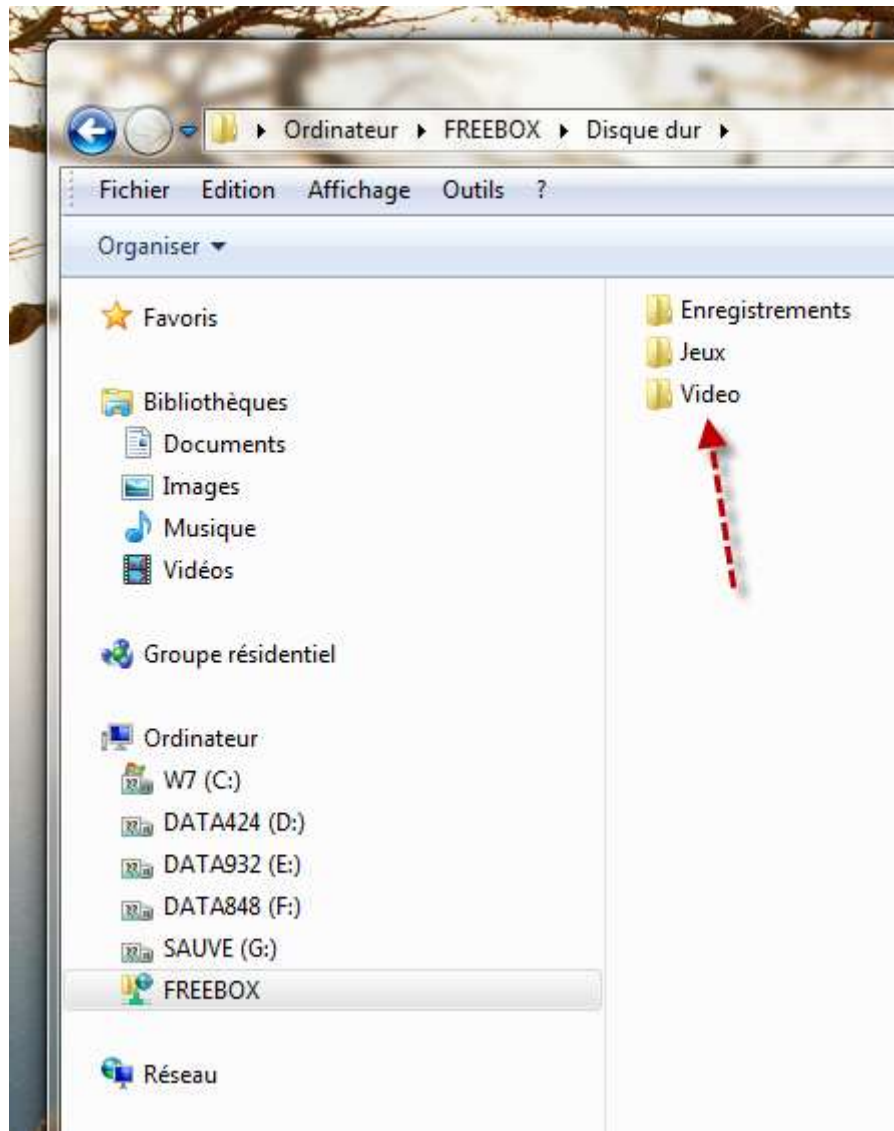 Ordinateur FREEBOX Disque dur
Fichier Edition Affichage Outils ?
Organiser
Favoris
Bibliothèques
Documents
Images
Musique
Vidéos
Groupe résidentiel
Ordinateur
W7 (C:)
DATA424 (D:)
DATA932 (E:)
DATA848 (F:)
SAUVE (G:)
FREEBOX
Réseau
Enregistrements
Jeux
Video